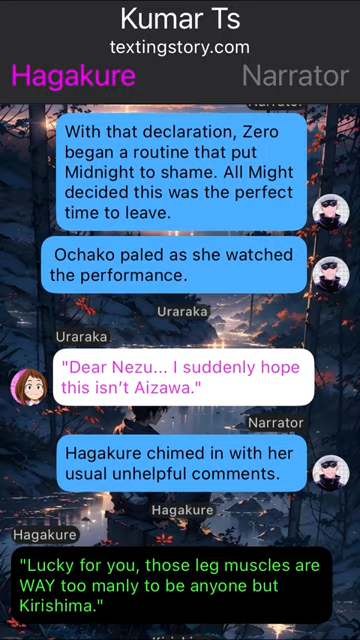 Kumar Ts
textingstory.com
Hagakure
Narrator
Narrator
With that declaration, Zero
began a routine that put
Midnight to shame. All Might
decided this was the perfect
time to leave.
Ochako paled as she watched
the performance.
Uraraka
Uraraka
"Dear Nezu... I suddenly hope
this isn't Aizawa."
Narrator
Hagakure chimed in with her
usual unhelpful comments.
Hagakure
Hagakure
"Lucky for you, those leg muscles are
WAY too manly to be anyone but
Kirishima."